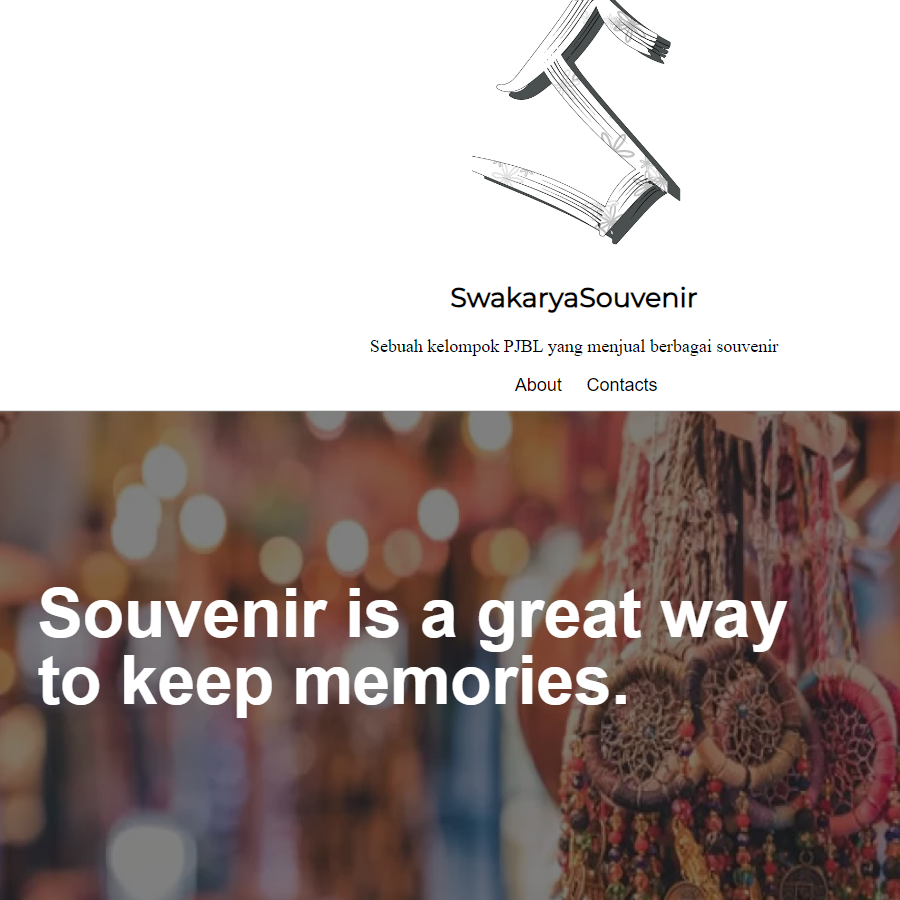 SwakaryaSouvenir
Sebuah kelompok PJBL yang menjual berbagai souvenir
About Contacts
Souvenir is a great way
to keep memories.